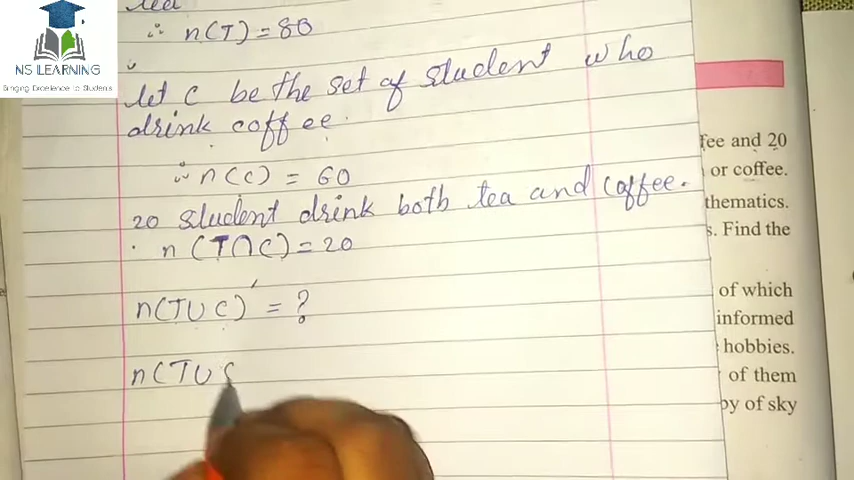 tea
∴ n(T) = 80
NS LEARNING
Bringing Excellence to Students
let C be the set of student who
drink coffee.
∴ n(C) = 60
20 student drink both tea and coffee.
∴ n(T∩C) = 20
n(T∪C)' = ?
n(T∪C
fee and 20
or coffee.
thematics.
s. Find the
of which
informed
hobbies.
of them
by of sky